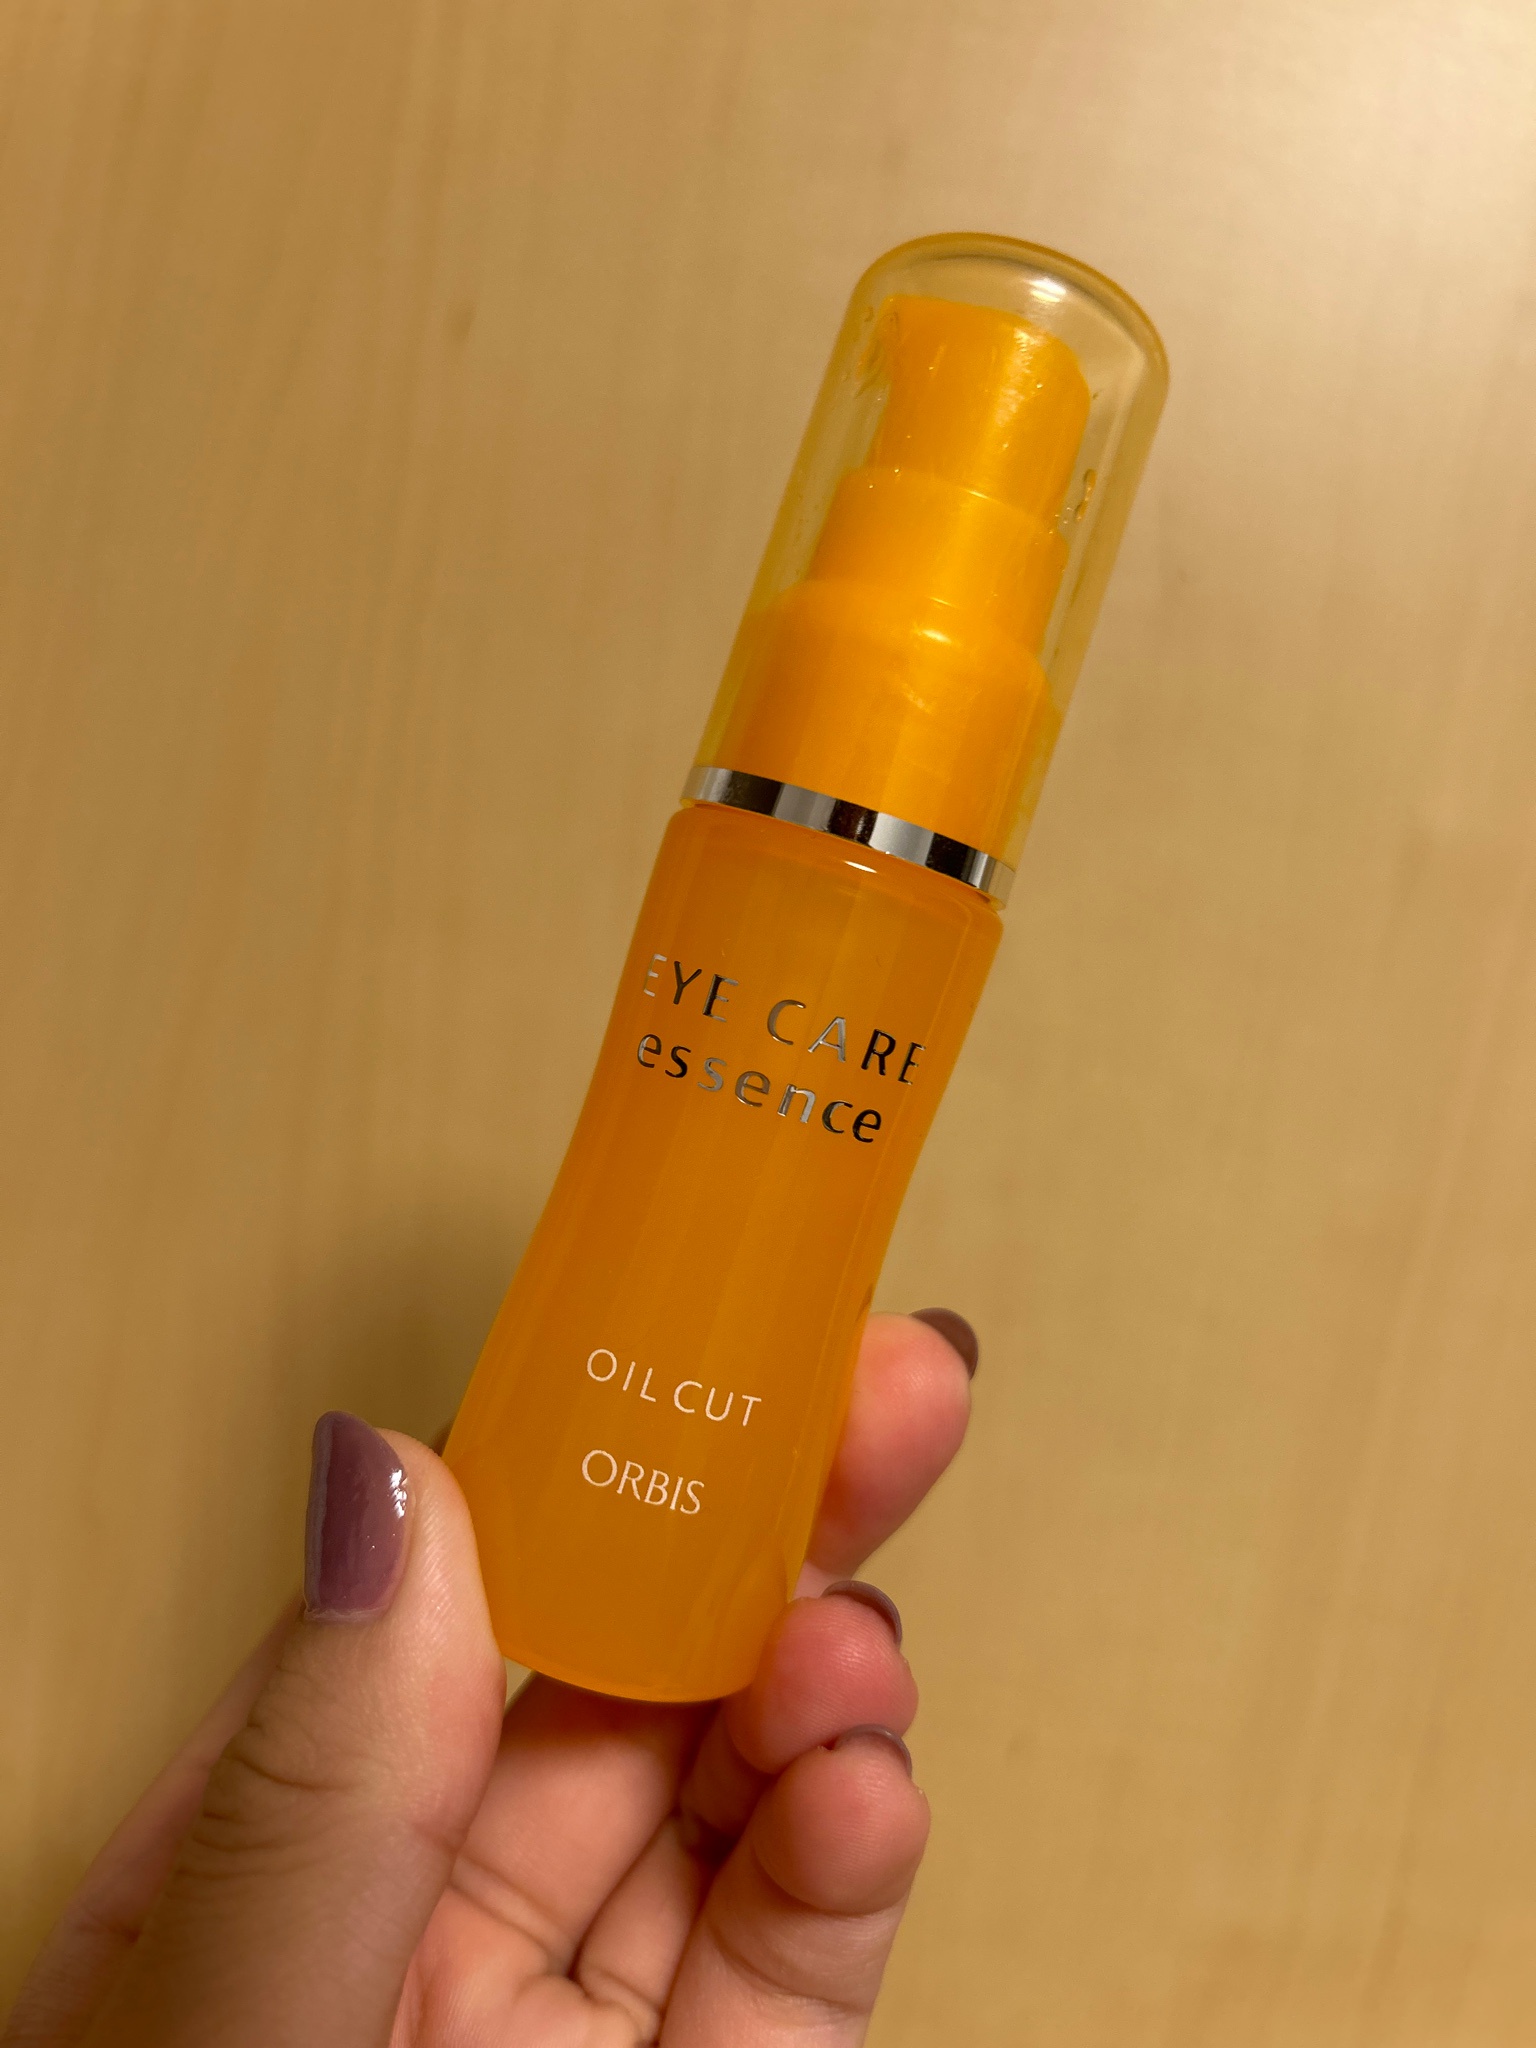 EYE CARE
essence
OIL CUT
ORBIS